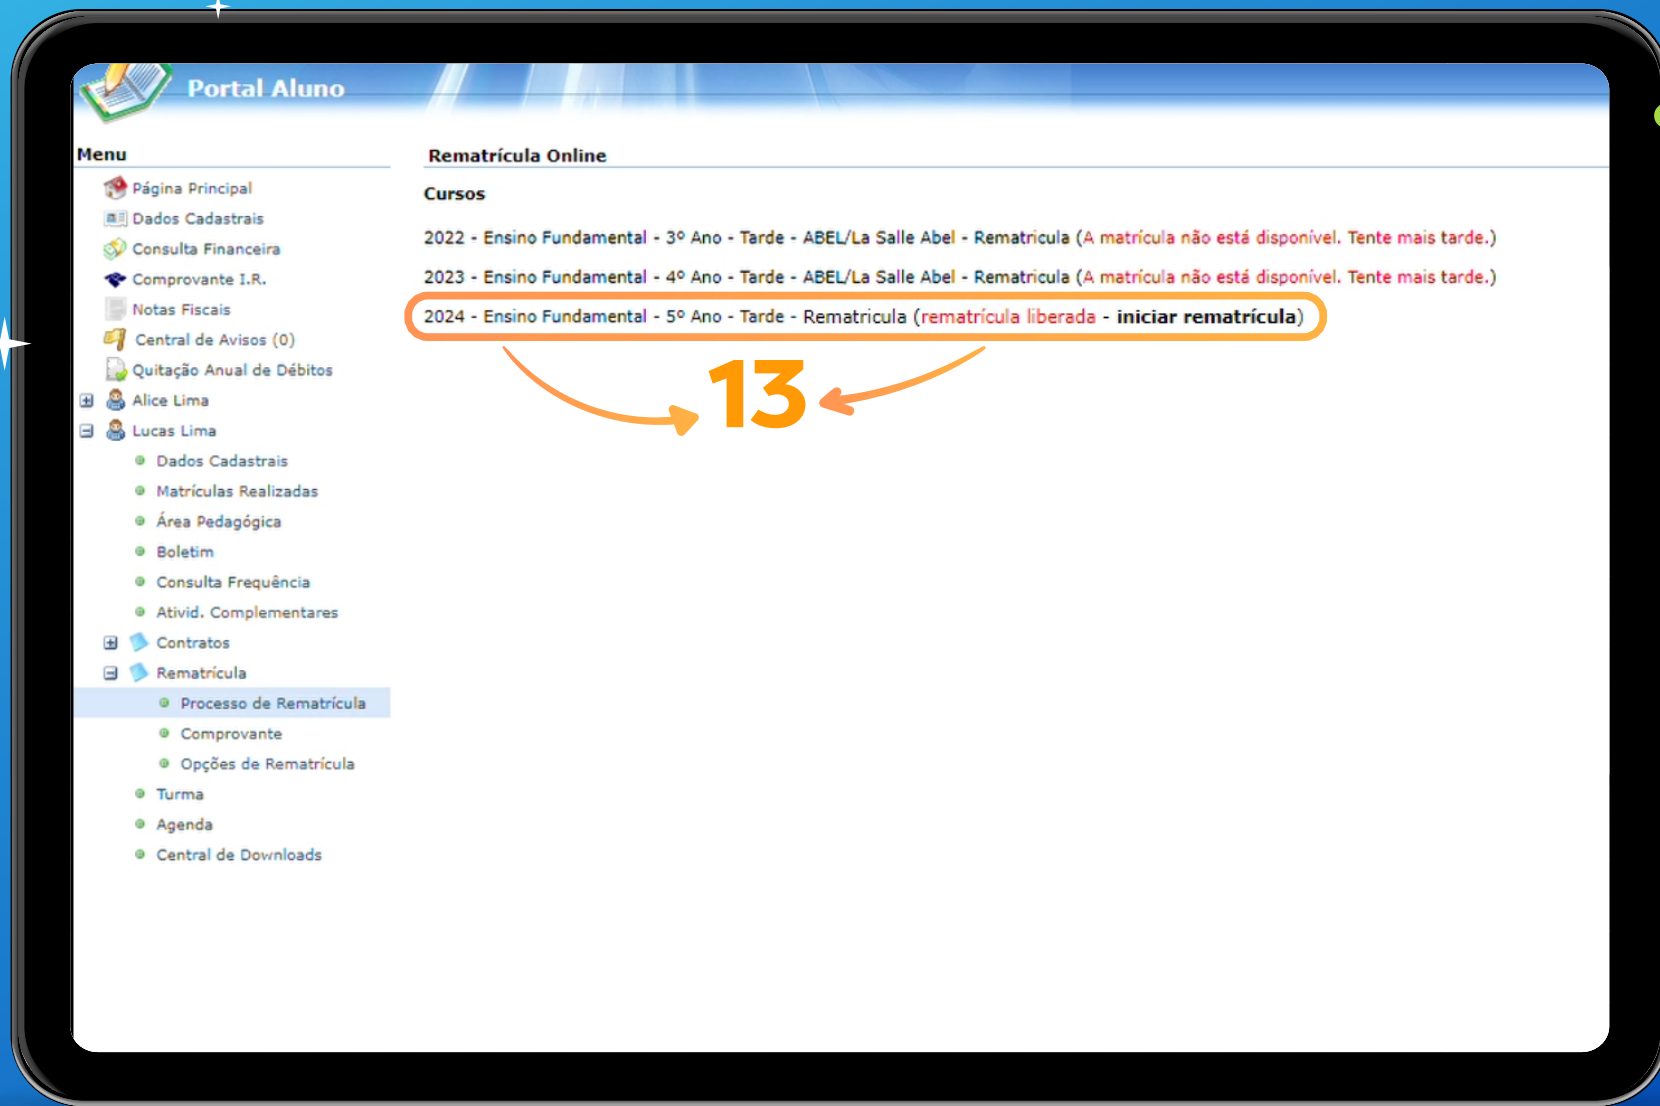 Portal Aluno
Menu
Página Principal
Dados Cadastrais
Consulta Financeira
Comprovante I.R.
Notas Fiscais
Central de Avisos (0)
Quitação Anual de Débitos
Alice Lima
Lucas Lima
Dados Cadastrais
Matrículas Realizadas
Área Pedagógica
Boletim
Consulta Frequência
Ativid. Complementares
Contratos
Rematrícula
Processo de Rematrícula
Comprovante
Opções de Rematrícula
Turma
Agenda
Central de Downloads
Rematrícula Online
Cursos
2022 - Ensino Fundamental - 3º Ano - Tarde - ABEL/La Salle Abel - Rematricula (A matrícula não está disponível. Tente mais tarde.)
2023 - Ensino Fundamental - 4º Ano - Tarde - ABEL/La Salle Abel - Rematricula (A matrícula não está disponível. Tente mais tarde.)
2024 - Ensino Fundamental - 5º Ano - Tarde - Rematricula (rematrícula liberada - iniciar rematrícula)
13